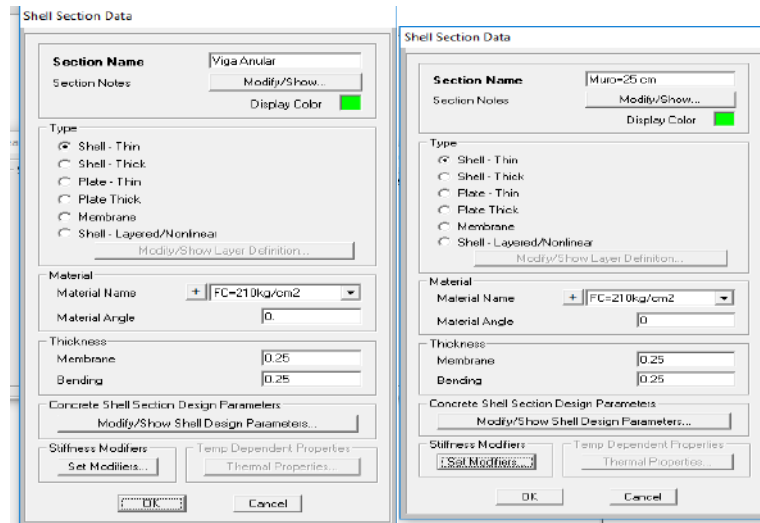 Shell Section Data
Section Name Viga Anular
Section Notes Modify/Show...
Display Color
Type
Shell - Thin
Shell - Thick
Plate - Thin
Plate Thick
Membrane
Shell - Layered/Nonlinear
Modify/Show Layer Definition...
Material
Material Name + FC=210kg/cm2
Material Angle 0.
Thickness
Membrane 0.25
Bending 0.25
Concrete Shell Section Design Parameters
Modify/Show Shell Design Parameters...
Stiffness Modifiers Temp Dependent Properties
Set Modifiers... Thermal Properties...
OK Cancel
Shell Section Data
Section Name Muro=25 cm
Section Notes Modify/Show...
Display Color
Type
Shell - Thin
Shell - Thick
Plate - Thin
Plate Thick
Membrane
Shell - Layered/Nonlinear
Modify/Show Layer Definition...
Material
Material Name + FC=210kg/cm2
Material Angle 0
Thickness
Membrane 0.25
Bending 0.25
Concrete Shell Section Design Parameters
Modify/Show Shell Design Parameters...
Stiffness Modifiers Temp Dependent Properties
Set Modifiers... Thermal Properties...
OK Cancel